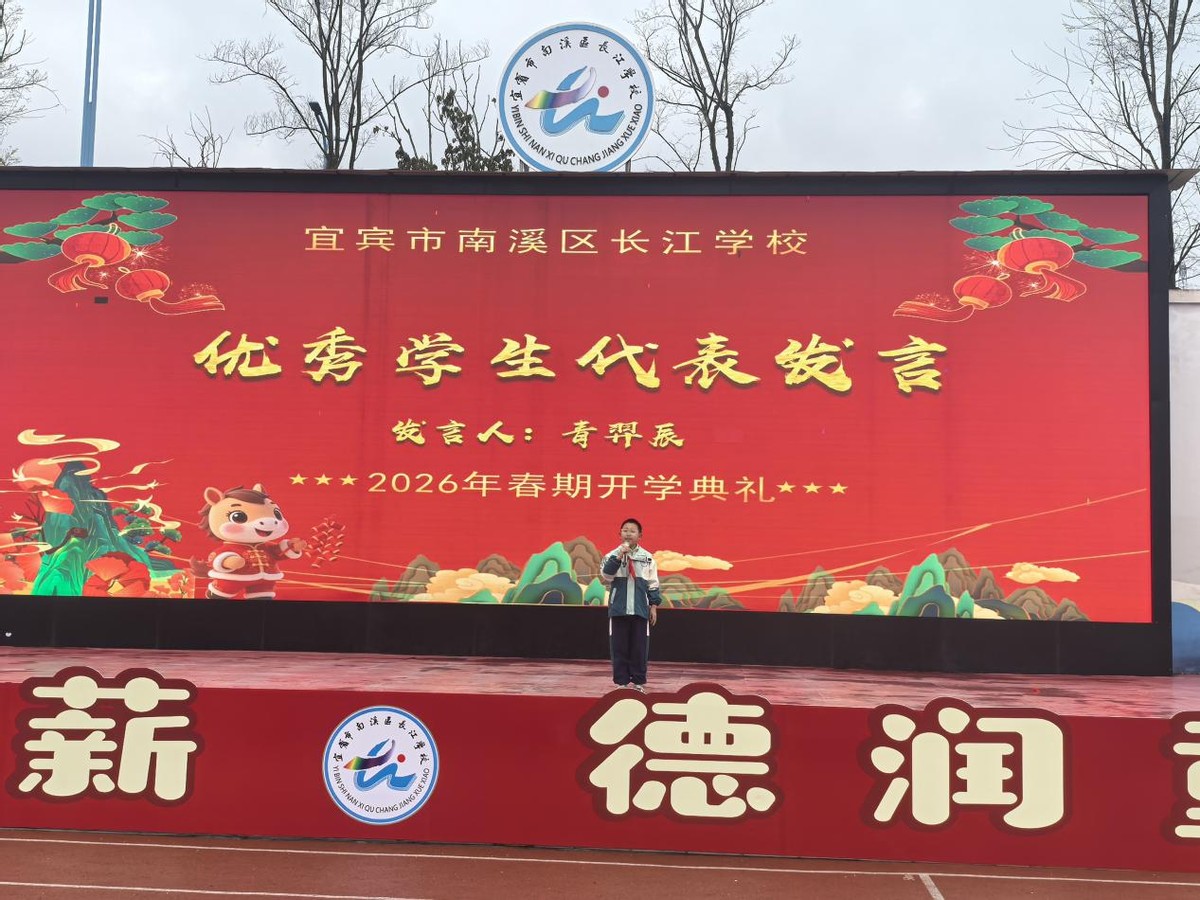 宜宾市南溪区长江学校
YIBIN SHI NAN XI QU CHANG JIANG XUE XIAO
宜宾市南溪区长江学校
优秀学生代表发言
发言人：青羿辰
★★★2026年春期开学典礼★★★
薪
宜宾市南溪区长江学校
YIBIN SHI NAN XI QU CHANG JIANG XUE XIAO
德润